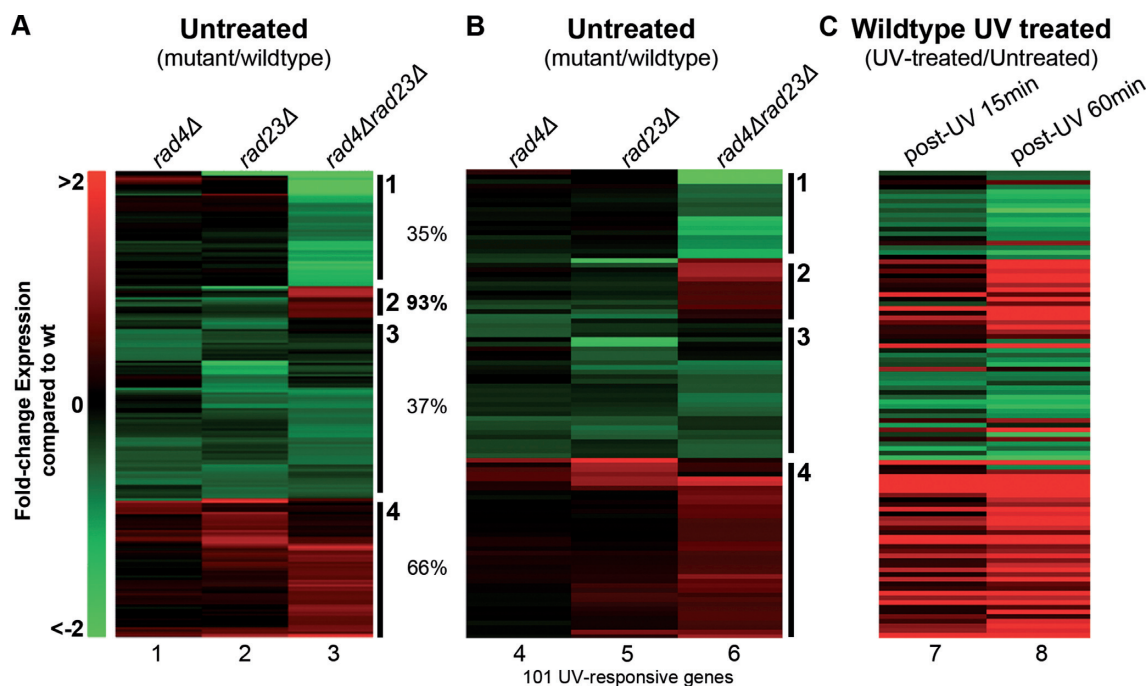 A
Untreated
(mutant/wildtype)
rad4Δ
rad23Δ
rad4Δrad23Δ
>2
0
<-2
Fold-change Expression
compared to wt
1
35%
2 93%
3
37%
4
66%
1 2 3
B
Untreated
(mutant/wildtype)
rad4Δ
rad23Δ
rad4Δrad23Δ
1
2
3
4
4 5 6
101 UV-responsive genes
C
Wildtype UV treated
(UV-treated/Untreated)
post-UV 15min
post-UV 60min
7 8